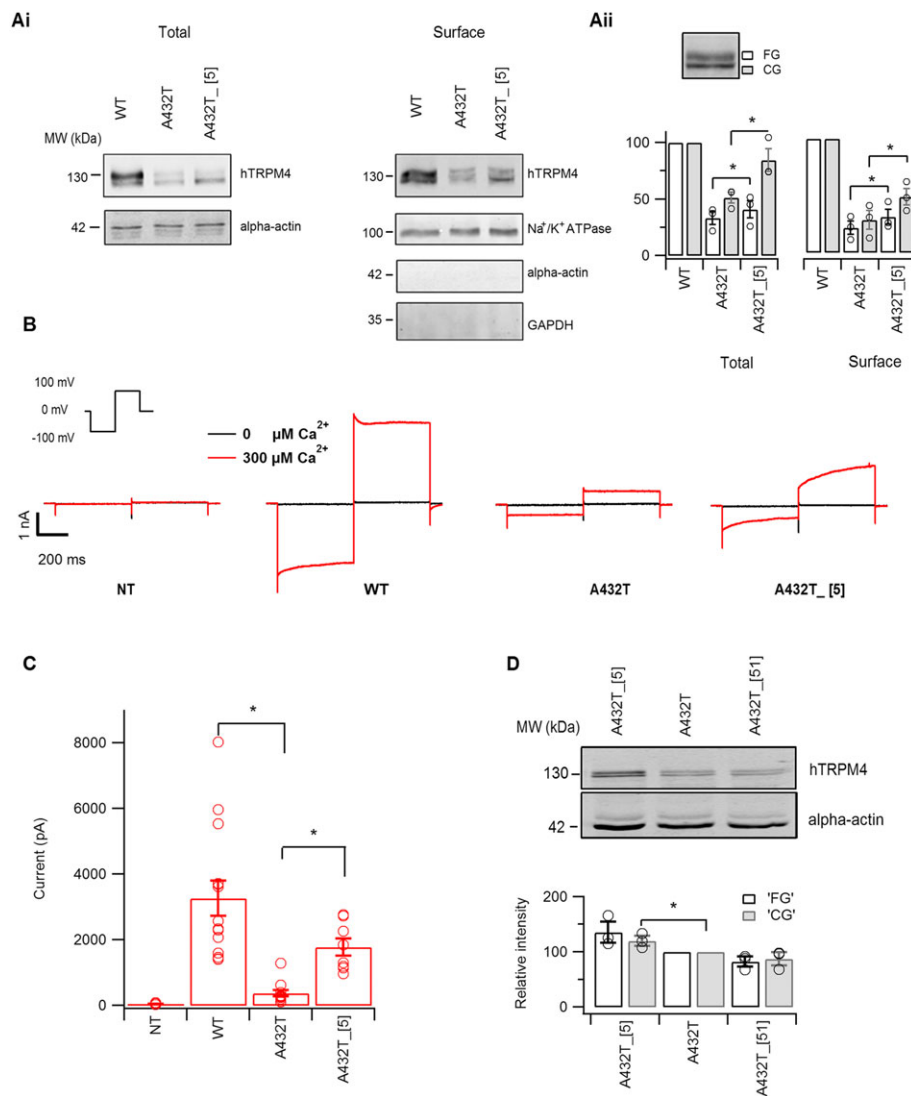 Ai
Total
Surface
WT
A432T
A432T_ [5]
WT
A432T
A432T_ [5]
MW (kDa)
130
hTRPM4
42
alpha-actin
130
hTRPM4
100
Na+/K+ ATPase
42
alpha-actin
35
GAPDH
Aii
FG
CG
*
*
*
*
100
50
0
WT
A432T
A432T_[5]
WT
A432T
A432T_[5]
Total
Surface
B
100 mV
0 mV
-100 mV
0 µM Ca2+
300 µM Ca2+
1 nA
200 ms
NT
WT
A432T
A432T_ [5]
C
Current (pA)
8000
6000
4000
2000
0
*
*
NT
WT
A432T
A432T_[5]
D
A432T_[5]
A432T
A432T_[51]
MW (kDa)
130
hTRPM4
42
alpha-actin
Relative intensity
200
100
0
*
'FG'
'CG'
A432T_[5]
A432T
A432T_[51]